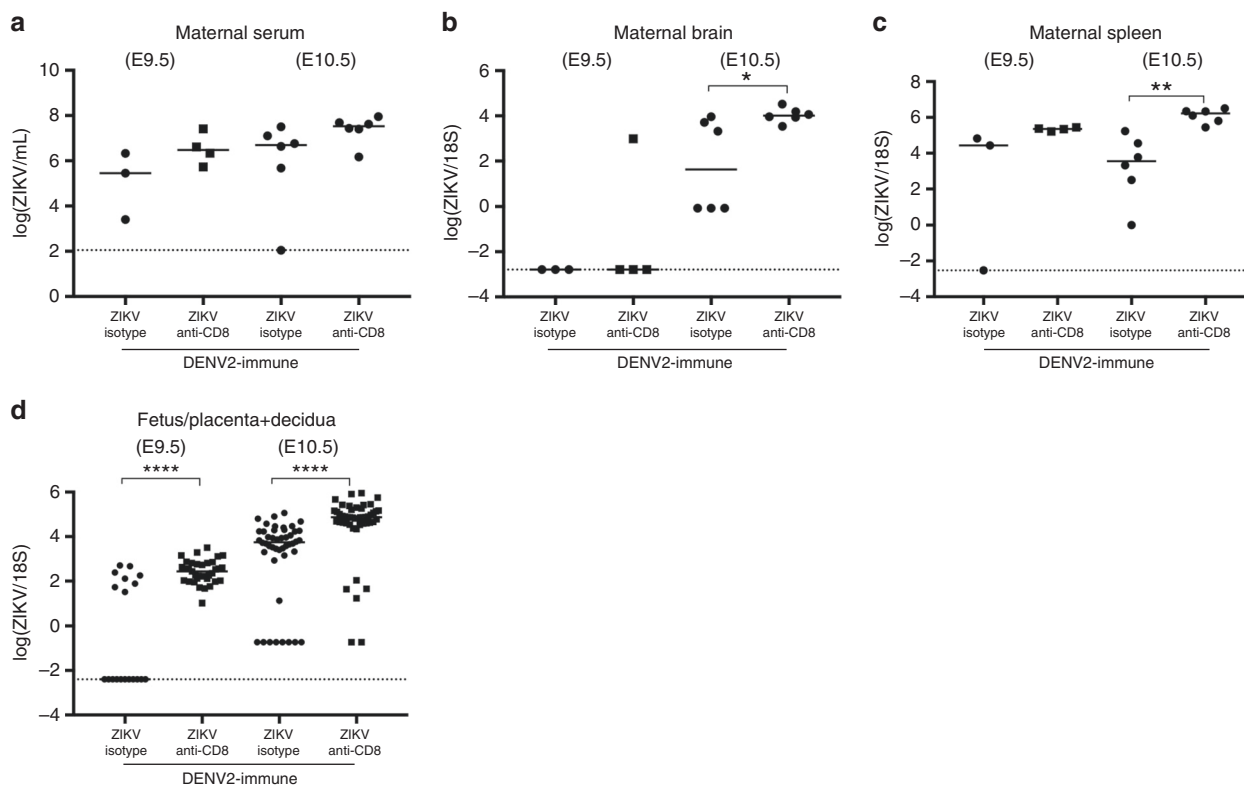 a
Maternal serum
(E9.5) (E10.5)
10
8
6
4
2
0
log(ZIKV/mL)
ZIKV isotype
ZIKV anti-CD8
ZIKV isotype
ZIKV anti-CD8
DENV2-immune
b
Maternal brain
(E9.5) (E10.5)
*
6
4
2
0
−2
−4
log(ZIKV/18S)
ZIKV isotype
ZIKV anti-CD8
ZIKV isotype
ZIKV anti-CD8
DENV2-immune
c
Maternal spleen
(E9.5) (E10.5)
**
8
6
4
2
0
−2
−4
log(ZIKV/18S)
ZIKV isotype
ZIKV anti-CD8
ZIKV isotype
ZIKV anti-CD8
DENV2-immune
d
Fetus/placenta+decidua
(E9.5) (E10.5)
**** ****
6
4
2
0
−2
−4
log(ZIKV/18S)
ZIKV isotype
ZIKV anti-CD8
ZIKV isotype
ZIKV anti-CD8
DENV2-immune